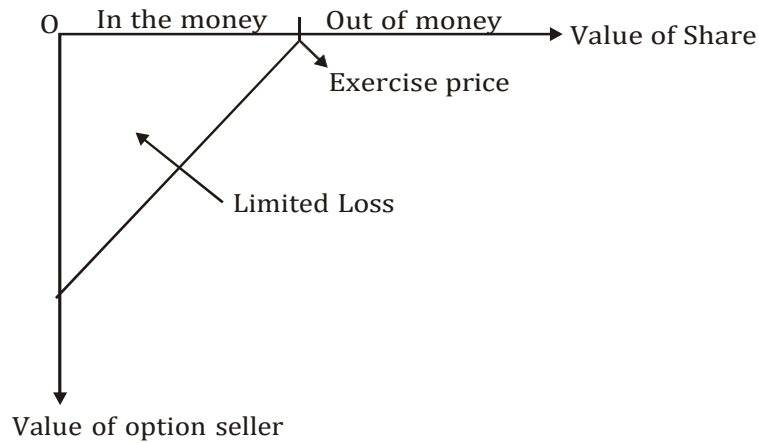 O In the money Out of money
Value of Share
Exercise price
Limited Loss
Value of option seller